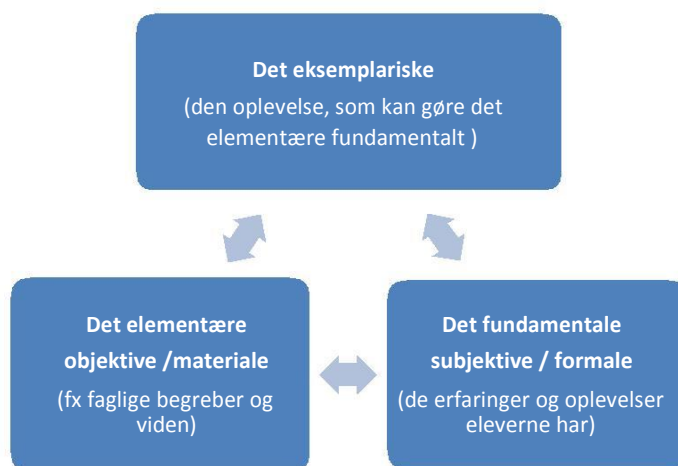 Det eksemplariske
(den oplevelse, som kan gøre det
elementære fundamentalt )
Det elementære
objektive /materiale
(fx faglige begreber og
viden)
Det fundamentale
subjektive / formale
(de erfaringer og oplevelser
eleverne har)